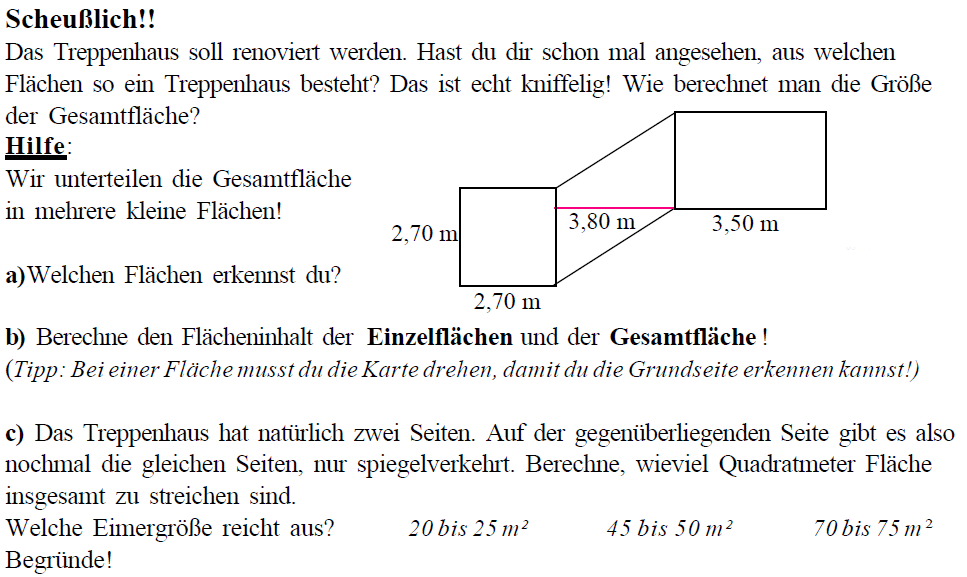 Scheußlich!!
Das Treppenhaus soll renoviert werden. Hast du dir schon mal angesehen, aus welchen
Flächen so ein Treppenhaus besteht? Das ist echt kniffelig! Wie berechnet man die Größe
der Gesamtfläche?
Hilfe:
Wir unterteilen die Gesamtfläche
in mehrere kleine Flächen!
2,70 m
3,80 m
3,50 m
2,70 m
a)Welchen Flächen erkennst du?
b) Berechne den Flächeninhalt der Einzelflächen und der Gesamtfläche !
(Tipp: Bei einer Fläche musst du die Karte drehen, damit du die Grundseite erkennen kannst!)
c) Das Treppenhaus hat natürlich zwei Seiten. Auf der gegenüberliegenden Seite gibt es also
nochmal die gleichen Seiten, nur spiegelverkehrt. Berechne, wieviel Quadratmeter Fläche
insgesamt zu streichen sind.
Welche Eimergröße reicht aus? 20 bis 25 m² 45 bis 50 m² 70 bis 75 m²
Begründe!